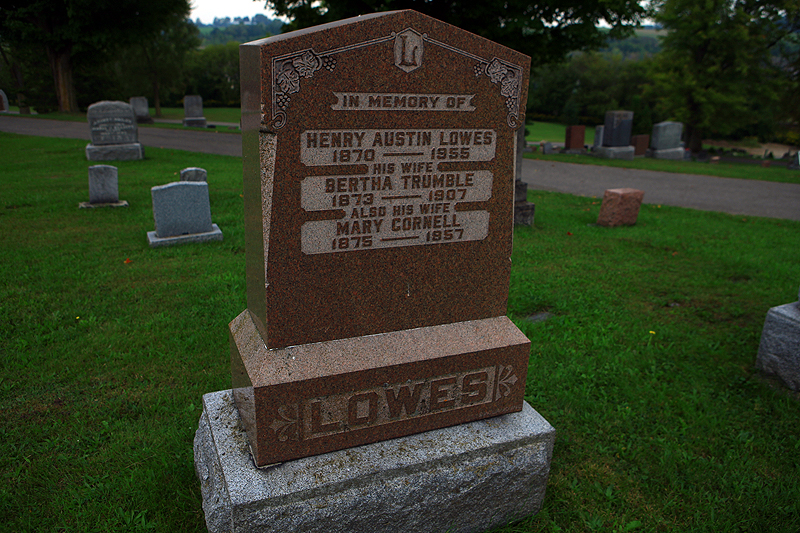 L
IN MEMORY OF
HENRY AUSTIN LOWES
1870 — 1955
HIS WIFE
BERTHA TRUMBLE
1873 — 1907
ALSO HIS WIFE
MARY CORNELL
1875 — 1957
LOWES